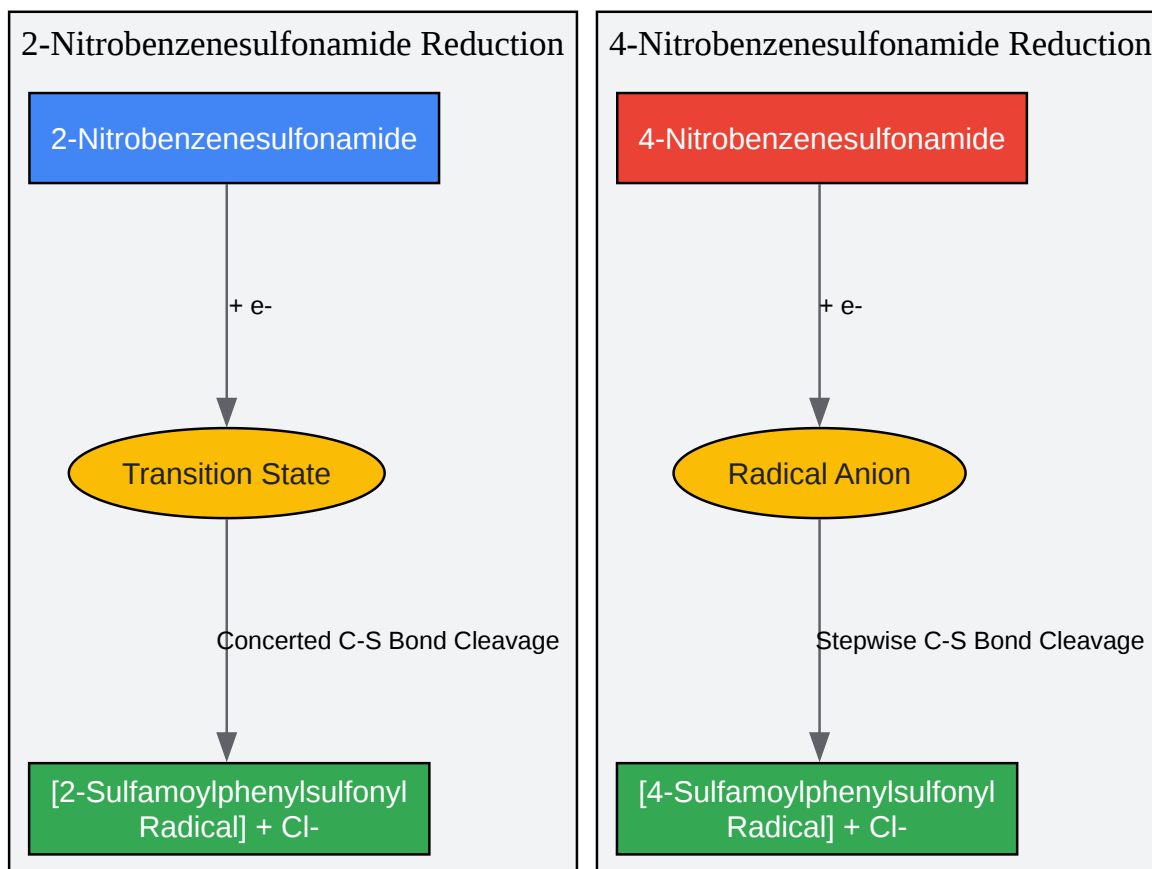 2-Nitrobenzenesulfonamide Reduction
2-Nitrobenzenesulfonamide
+ e-
Transition State
Concerted C-S Bond Cleavage
[2-Sulfamoylphenylsulfonyl
Radical] + Cl-
4-Nitrobenzenesulfonamide Reduction
4-Nitrobenzenesulfonamide
+ e-
Radical Anion
Stepwise C-S Bond Cleavage
[4-Sulfamoylphenylsulfonyl
Radical] + Cl-